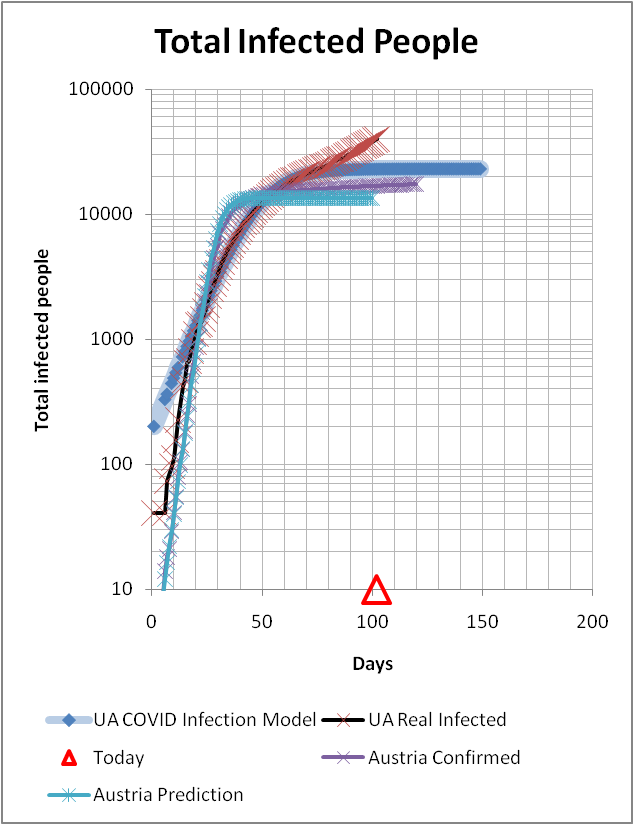 Total Infected People
100000
10000
1000
100
10
Total infected people
0 50 100 150 200
Days
UA COVID Infection Model UA Real Infected
Today Austria Confirmed
Austria Prediction